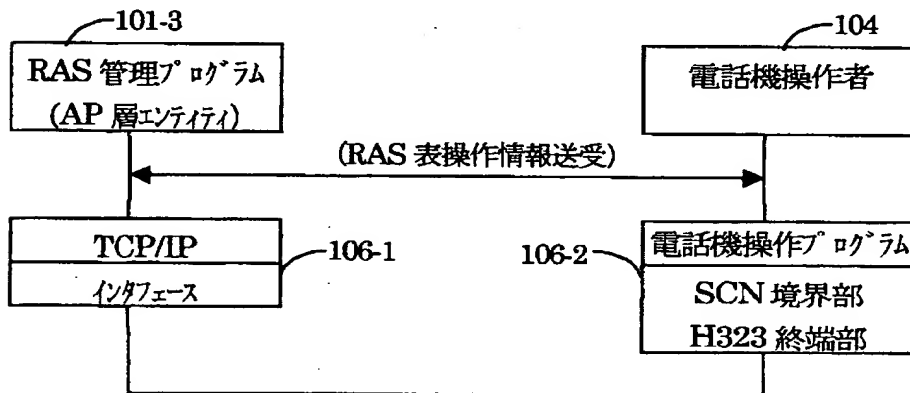 101-3
104
RAS 管理プログラム
(AP 層エンティティ)
電話機操作者
(RAS 表操作情報送受)
TCP/IP
インタフェース
106-1
106-2
電話機操作プログラム
SCN 境界部
H323 終端部